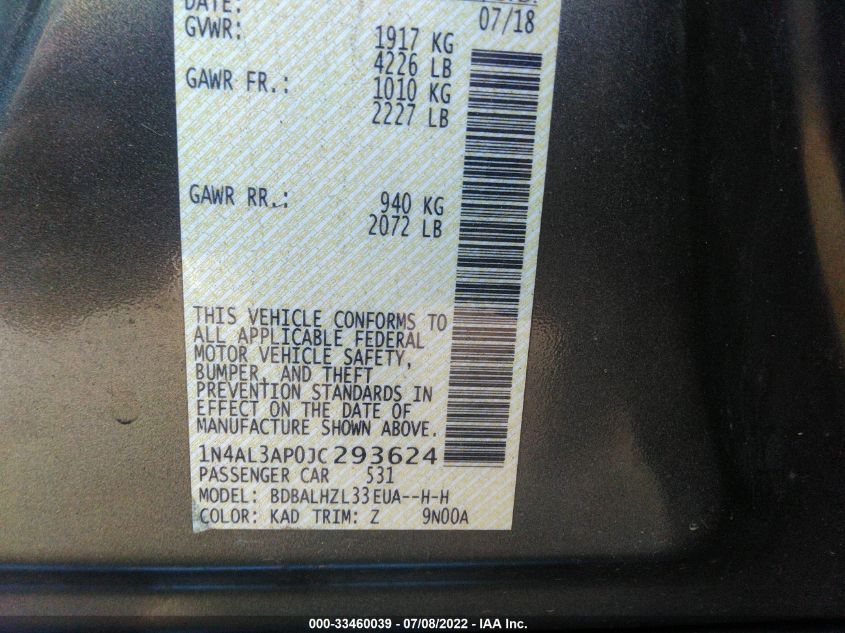 DATE: 07/18
GVWR: 1917 KG
4226 LB
GAWR FR.: 1010 KG
2227 LB
GAWR RR.: 940 KG
2072 LB
THIS VEHICLE CONFORMS TO
ALL APPLICABLE FEDERAL
MOTOR VEHICLE SAFETY,
BUMPER, AND THEFT
PREVENTION STANDARDS IN
EFFECT ON THE DATE OF
MANUFACTURE SHOWN ABOVE.
1N4AL3AP0JC293624
PASSENGER CAR 531
MODEL: BDBALHZL33EUA--H-H
COLOR: KAD TRIM: Z 9N00A
000-33460039 - 07/08/2022 - IAA Inc.